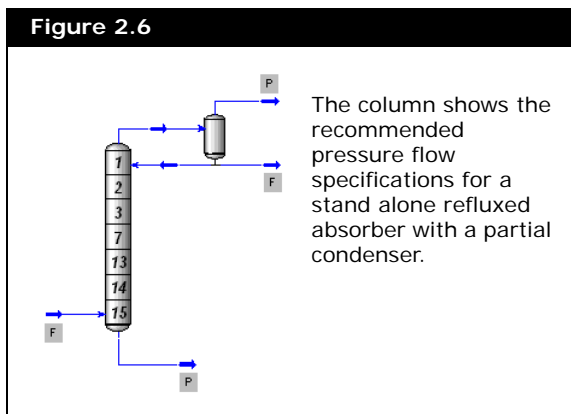 Figure 2.6
P
F
1
2
3
7
13
14
15
F
P
The column shows the
recommended
pressure flow
specifications for a
stand alone refluxed
absorber with a partial
condenser.